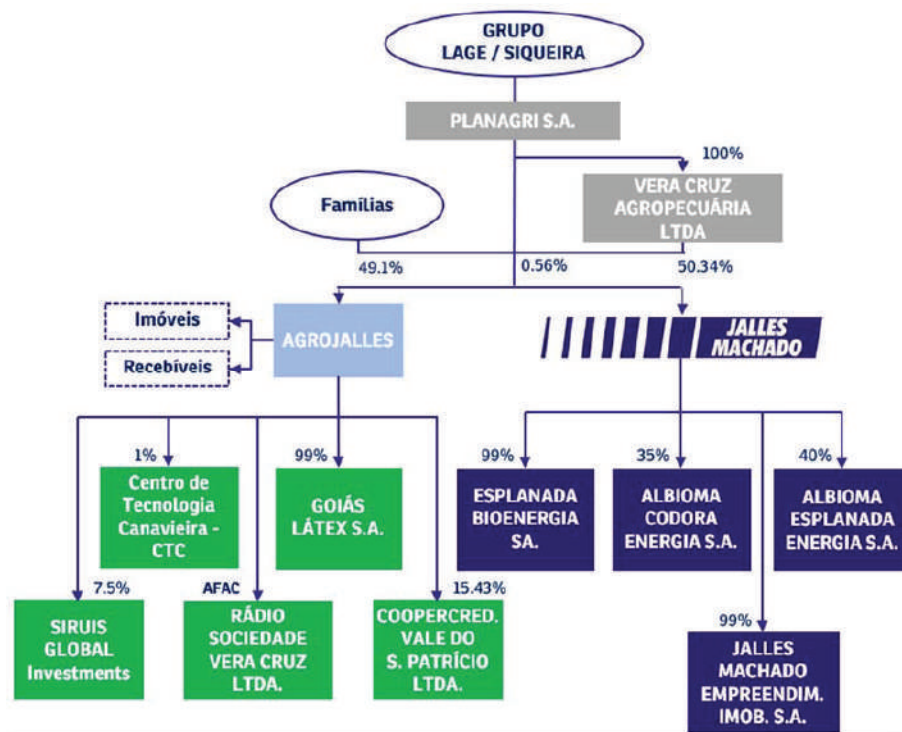 GRUPO
LAGE / SIQUEIRA
PLANAGRI S.A.
100%
VERA CRUZ
AGROPECUÁRIA
LTDA
Famílias
49.1%
0.56%
50.34%
Imóveis
Recebíveis
AGROJALLES
JALLES
MACHADO
1%
Centro de
Tecnologia
Canavieira -
CTC
99%
GOIÁS
LÁTEX S.A.
99%
ESPLANADA
BIOENERGIA
SA.
35%
ALBIOMA
CODORA
ENERGIA S.A.
40%
ALBIOMA
ESPLANADA
ENERGIA S.A.
7.5%
SIRUIS
GLOBAL
Investments
AFAC
RÁDIO
SOCIEDADE
VERA CRUZ
LTDA.
15.43%
COOPERCRED.
VALE DO
S. PATRÍCIO
LTDA.
99%
JALLES
MACHADO
EMPREENDIM.
IMOB. S.A.